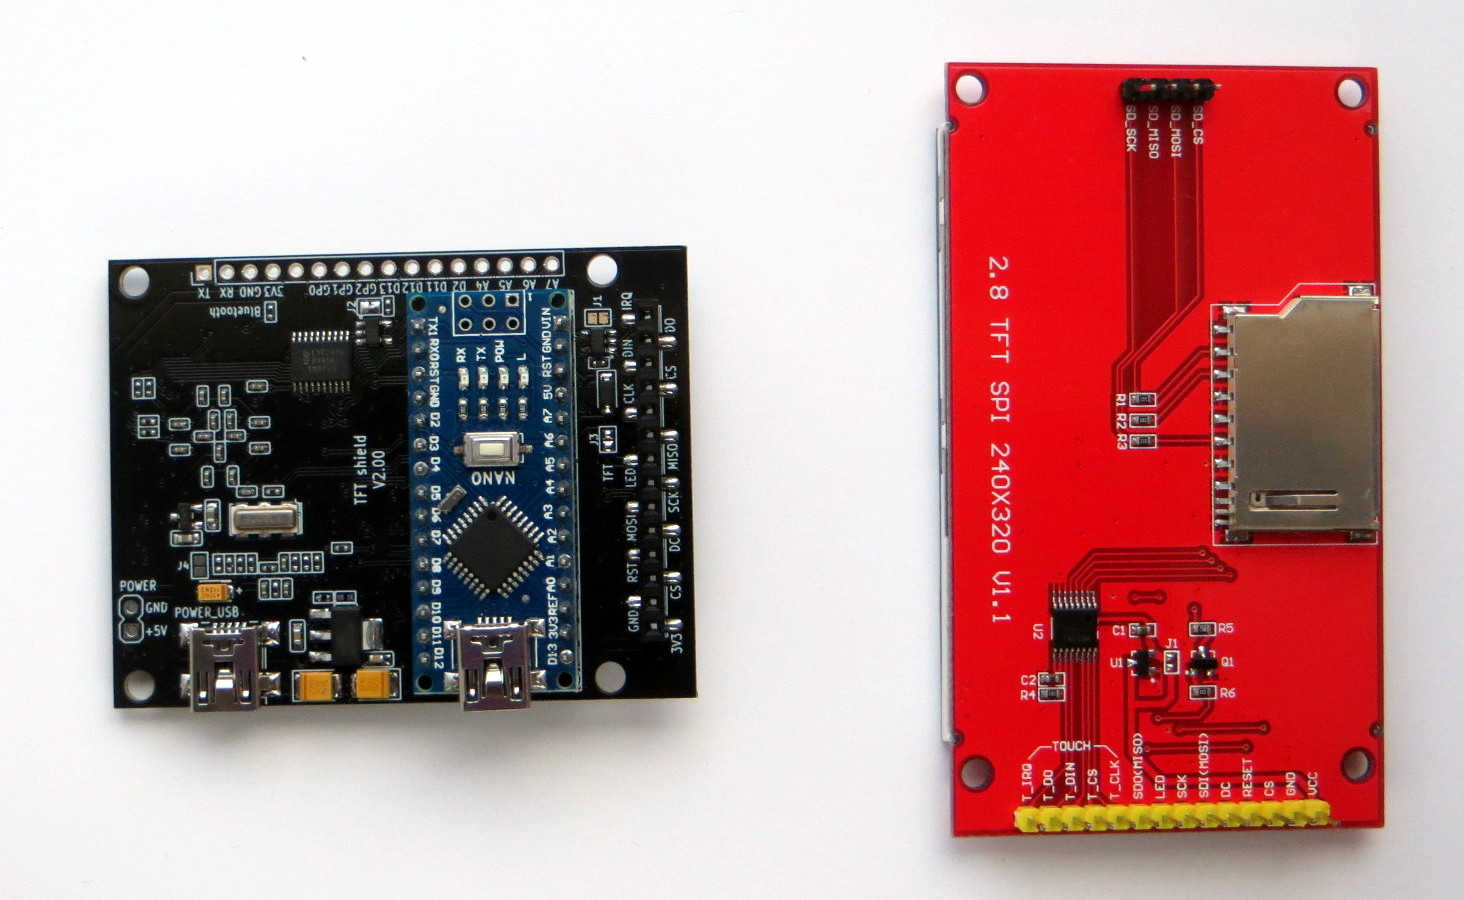 TX RX GND 3V3 GP0 GP1 GP2 D13 D12 D11 D2 A4 A5 A6 A7
Bluetooth
J2
TFT shield
V2.00
J4
POWER
GND
+5V
POWER_USB
+
TX1
RX0
RST
GND
D2
D3
D4
D5
D6
D7
D8
D9
D10
D11
D12
1
RX TX POW L
NANO
VIN
GND
RST
5V
A7
A6
A5
A4
A3
A2
A1
A0
REF
3V3
D13
J1
J3
TFT
IRQ
DO
DIN
CS
CLK
MISO
LED
SCK
MOSI
DC
RST
CS
GND
3V3
SD_SCK
SD_MISO
SD_MOSI
SD_CS
2.8 TFT SPI 240X320 V1.1
R1
R2
R3
U2
C1
R5
U1
J1
Q1
C2
R4
R6
TOUCH
T_IRQ
T_DO
T_DIN
T_CS
T_CLK
SDO(MISO)
LED
SCK
SDI(MOSI)
DC
RESET
CS
GND
VCC